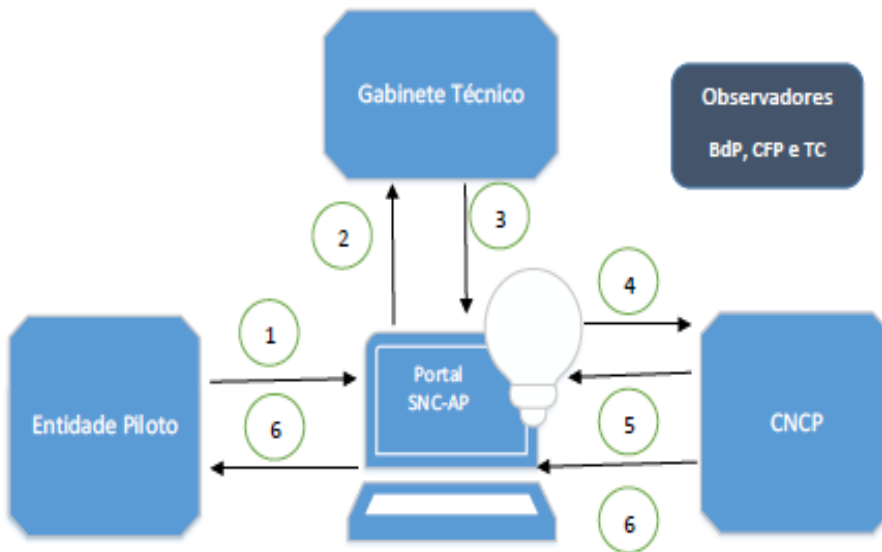 Gabinete Técnico
Observadores
BdP, CFP e TC
2
3
4
1
Portal
SNC-AP
Entidade Piloto
6
5
CNCP
6